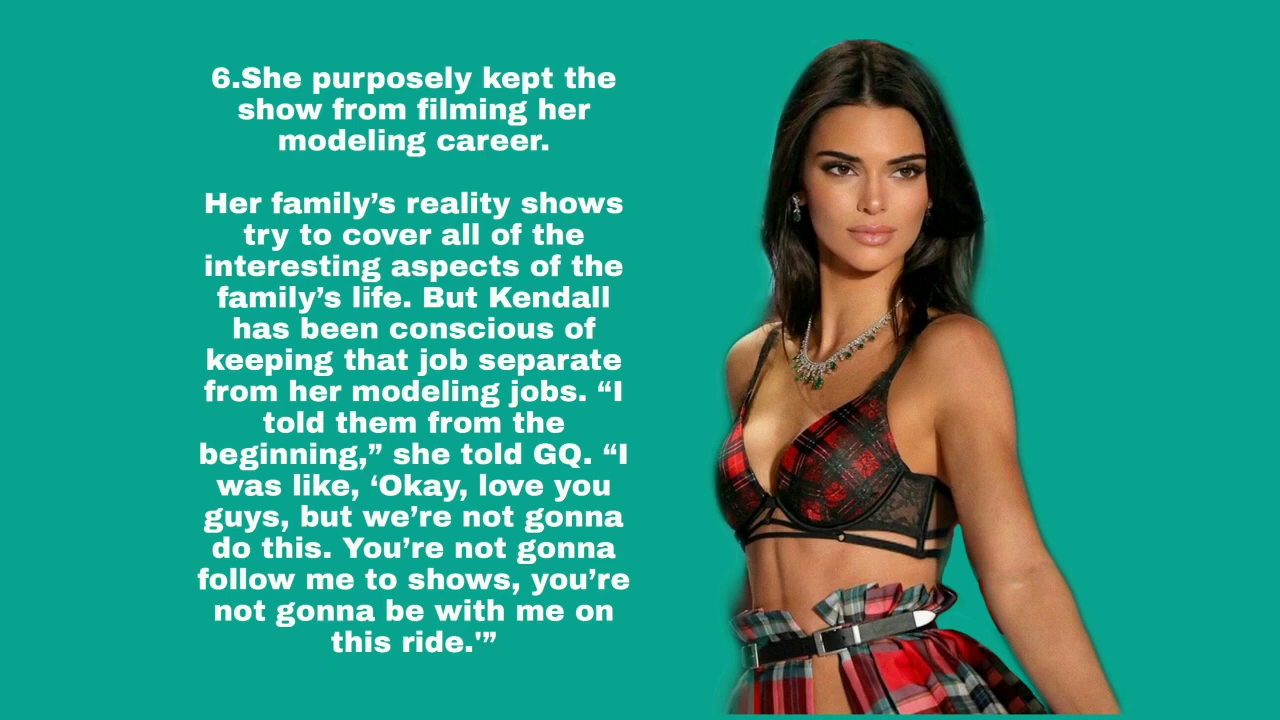 6.She purposely kept the
show from filming her
modeling career.
Her family’s reality shows
try to cover all of the
interesting aspects of the
family’s life. But Kendall
has been conscious of
keeping that job separate
from her modeling jobs. “I
told them from the
beginning,” she told GQ. “I
was like, ‘Okay, love you
guys, but we’re not gonna
do this. You’re not gonna
follow me to shows, you’re
not gonna be with me on
this ride.'”